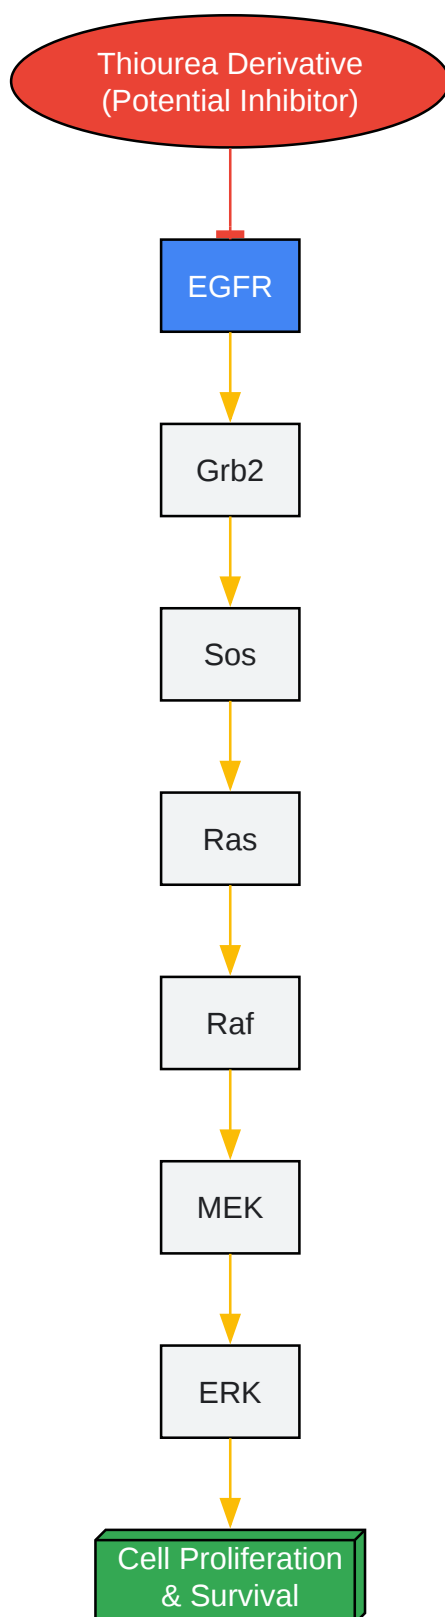 Thiourea Derivative
(Potential Inhibitor)
EGFR
Grb2
Sos
Ras
Raf
MEK
ERK
Cell Proliferation
& Survival